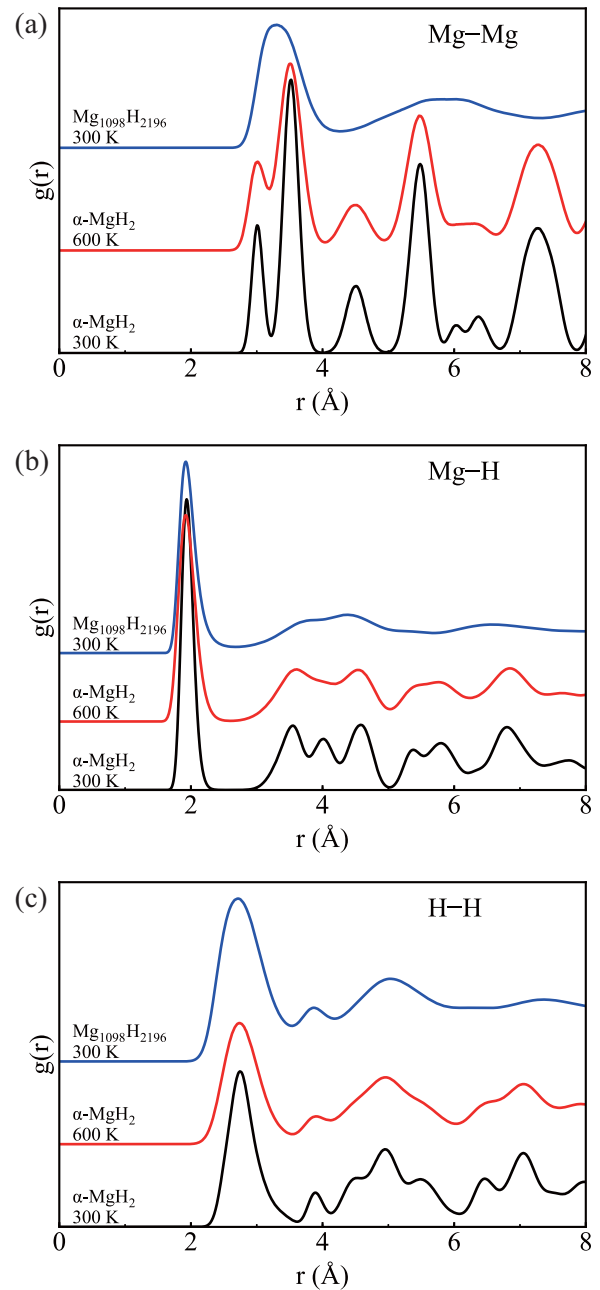 (a)
Mg–Mg
g(r)
Mg₁₀₉₈H₂₁₉₆
300 K
α-MgH₂
600 K
α-MgH₂
300 K
0 2 4 6 8
r (Å)
(b)
Mg–H
g(r)
Mg₁₀₉₈H₂₁₉₆
300 K
α-MgH₂
600 K
α-MgH₂
300 K
0 2 4 6 8
r (Å)
(c)
H–H
g(r)
Mg₁₀₉₈H₂₁₉₆
300 K
α-MgH₂
600 K
α-MgH₂
300 K
0 2 4 6 8
r (Å)